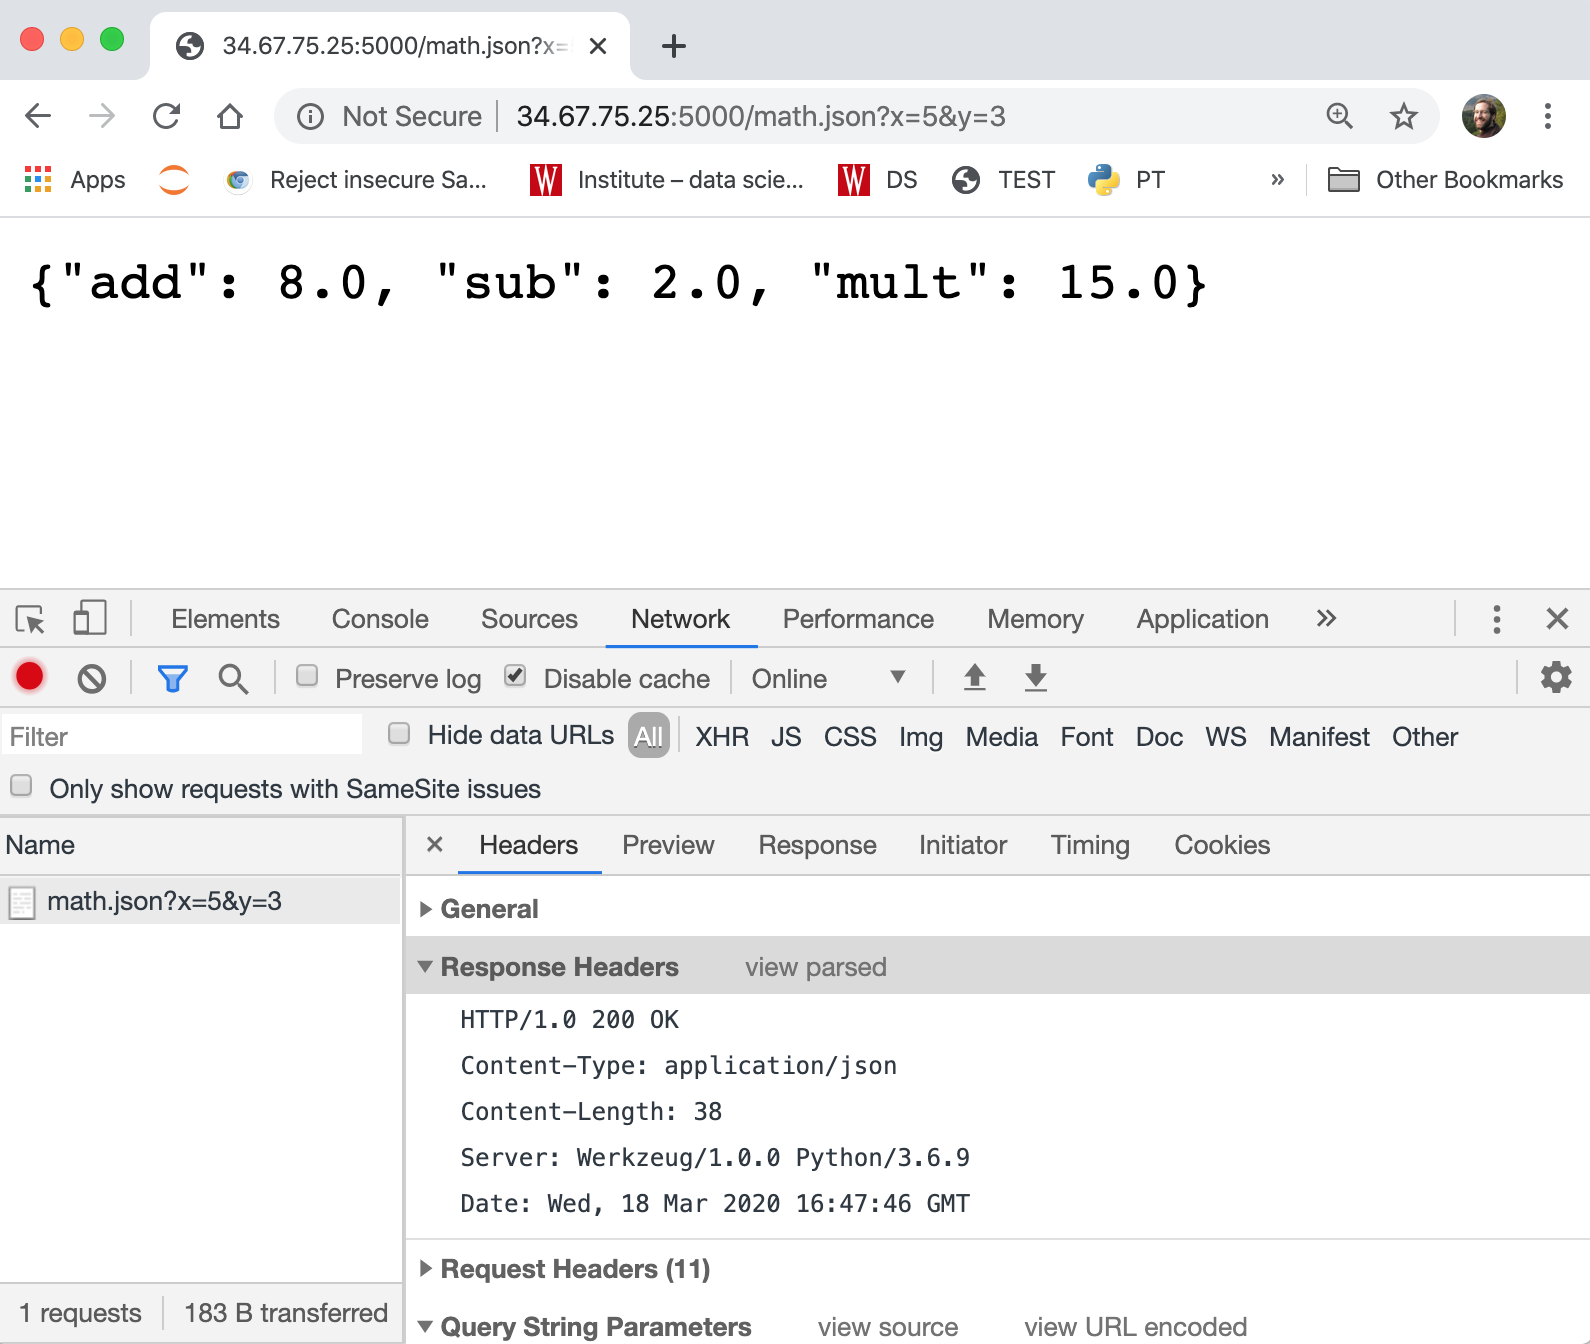 34.67.75.25:5000/math.json?x=
Not Secure 34.67.75.25:5000/math.json?x=5&y=3
Apps Reject insecure Sa... W Institute – data scie... W DS TEST PT » Other Bookmarks
{"add": 8.0, "sub": 2.0, "mult": 15.0}
Elements Console Sources Network Performance Memory Application »
Preserve log Disable cache Online
Filter Hide data URLs All XHR JS CSS Img Media Font Doc WS Manifest Other
Only show requests with SameSite issues
Name
math.json?x=5&y=3
1 requests 183 B transferred
Headers Preview Response Initiator Timing Cookies
General
Response Headers view parsed
HTTP/1.0 200 OK
Content-Type: application/json
Content-Length: 38
Server: Werkzeug/1.0.0 Python/3.6.9
Date: Wed, 18 Mar 2020 16:47:46 GMT
Request Headers (11)
Query String Parameters view source view URL encoded